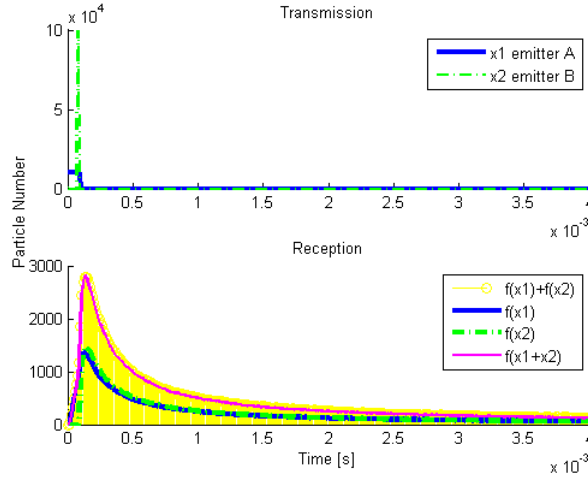 Transmission
x 10^4
10
5
0
x1 emitter A
x2 emitter B
0 0.5 1 1.5 2 2.5 3 3.5 4
x 10^-3
Particle Number
Reception
3000
2000
1000
0
f(x1)+f(x2)
f(x1)
f(x2)
f(x1+x2)
0 0.5 1 1.5 2 2.5 3 3.5 4
Time [s]
x 10^-3